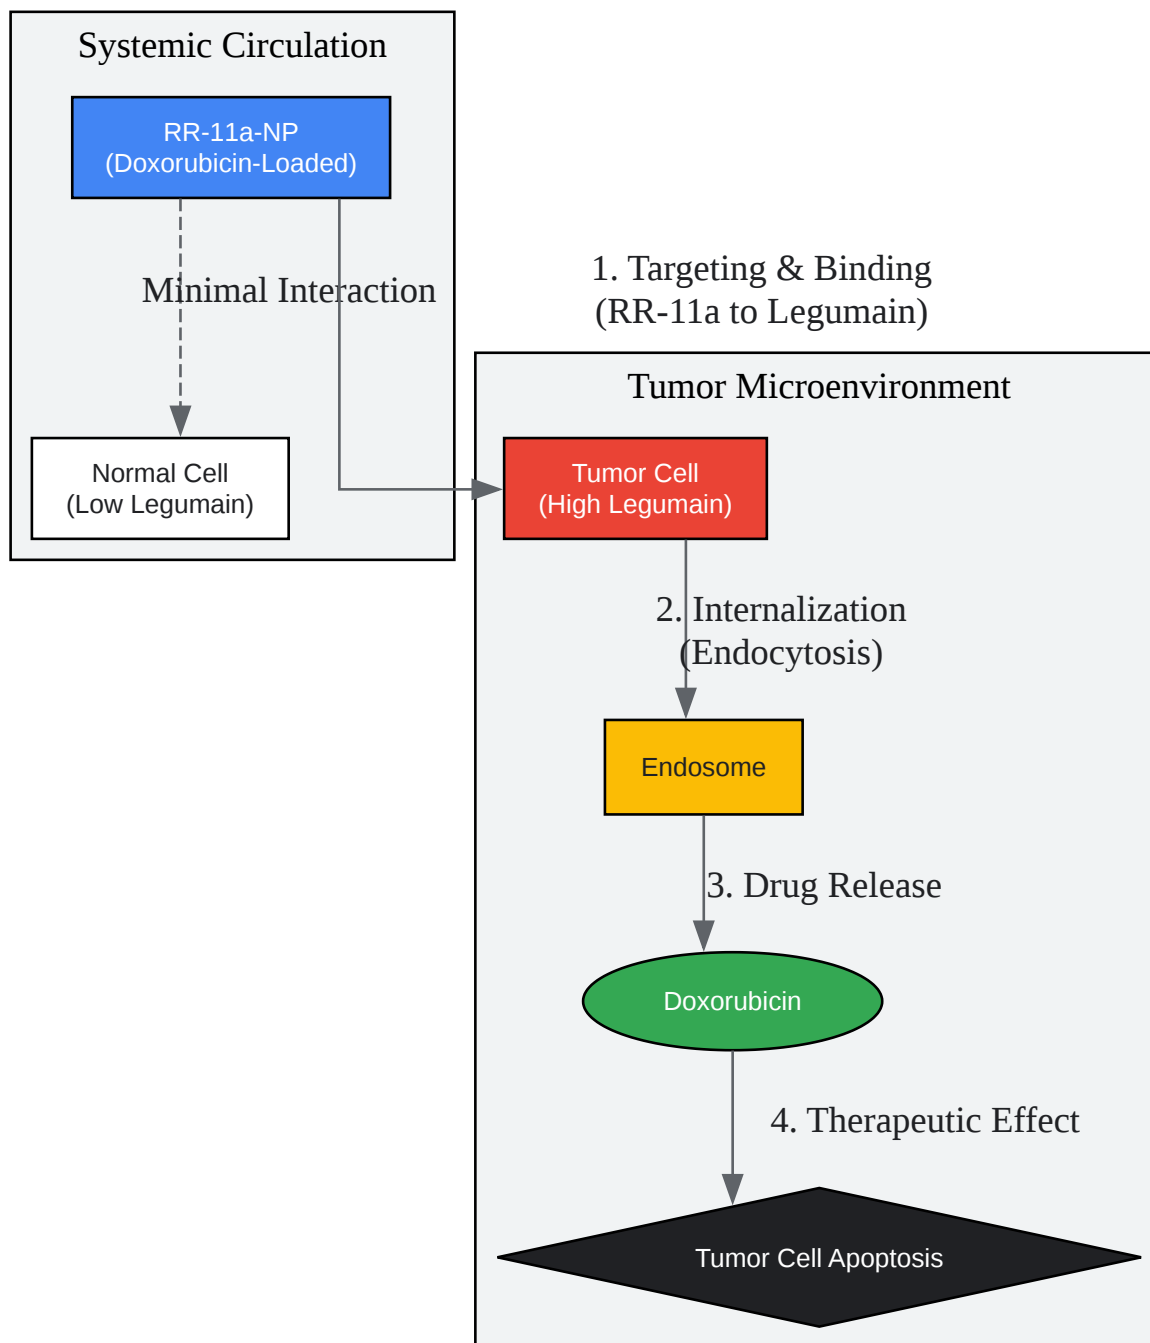 Systemic Circulation
RR-11a-NP
(Doxorubicin-Loaded)
Minimal Interaction
Normal Cell
(Low Legumain)
1. Targeting & Binding
(RR-11a to Legumain)
Tumor Microenvironment
Tumor Cell
(High Legumain)
2. Internalization
(Endocytosis)
Endosome
3. Drug Release
Doxorubicin
4. Therapeutic Effect
Tumor Cell Apoptosis